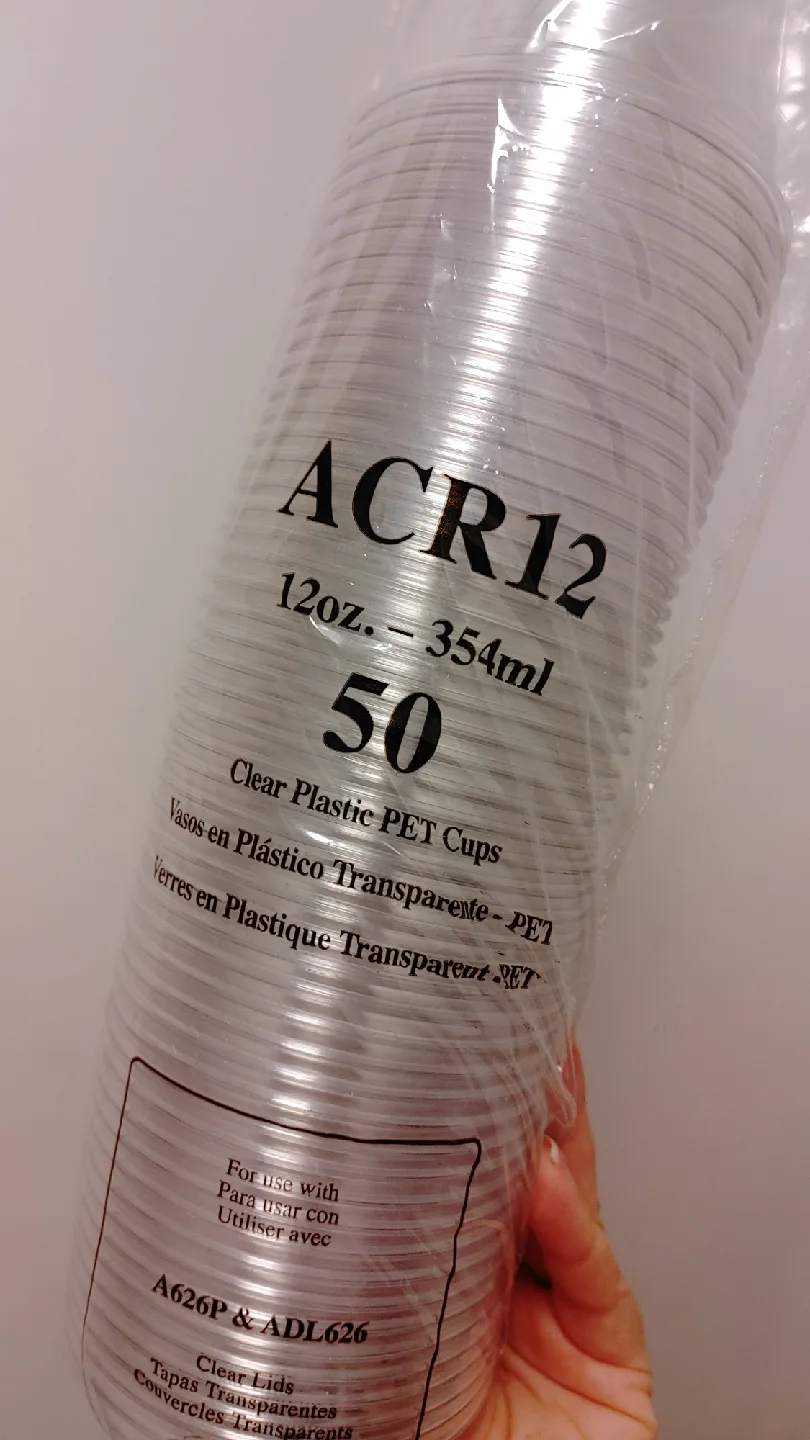 ACR12
12oz. – 354ml
50
Clear Plastic PET Cups
Vasos en Plástico Transparente - PET
Verres en Plastique Transparent PET
For use with
Para usar con
Utiliser avec
A626P & ADL626
Clear Lids
Tapas Transparentes
Couvercles Transparents